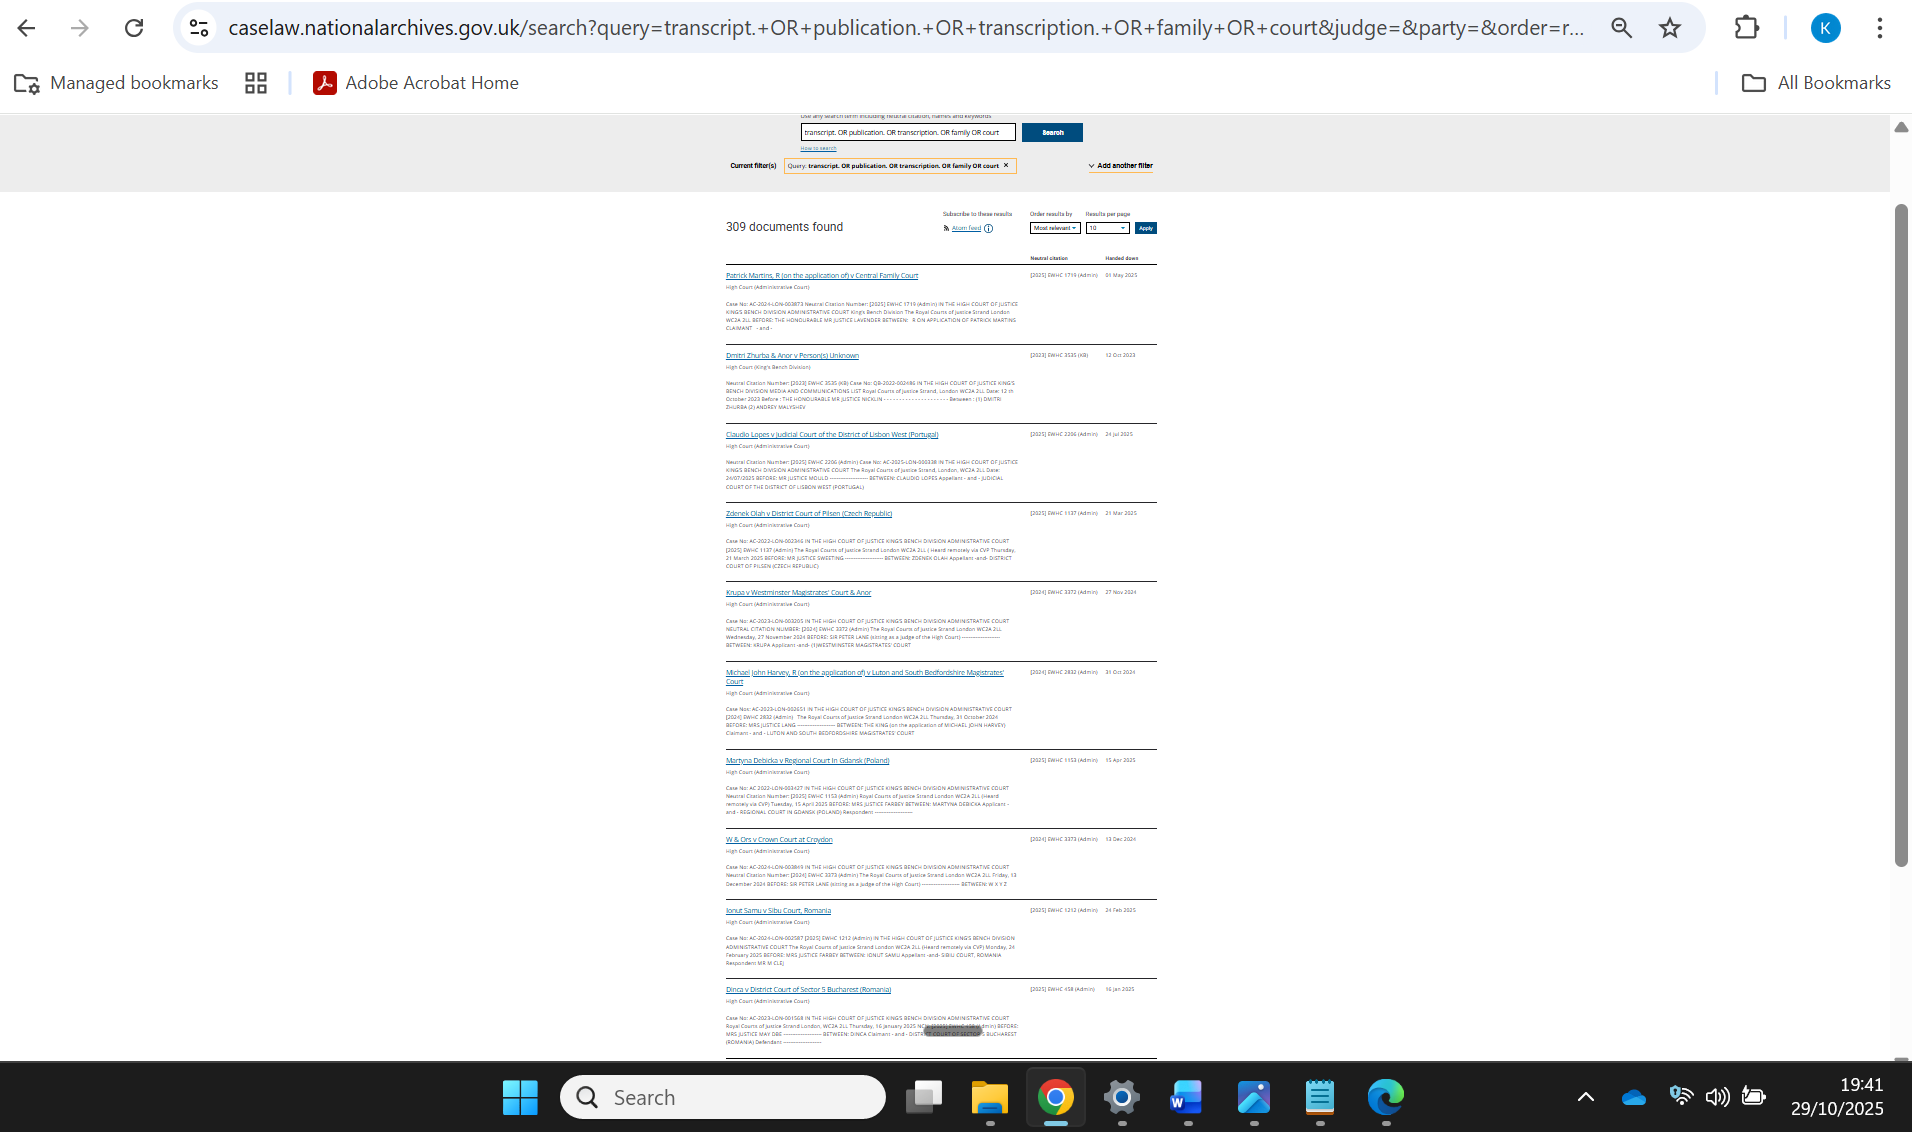 caselaw.nationalarchives.gov.uk/search?query=transcript.+OR+publication.+OR+transcription.+OR+family+OR+court&judge=&party=&order=r...
K
Managed bookmarks
Adobe Acrobat Home
All Bookmarks
Use any search term including neutral citation, names and keywords
transcript. OR publication. OR transcription. OR family OR court
Search
How to search
Current filter(s)
Query: transcript. OR publication. OR transcription. OR family OR court ×
Add another filter
309 documents found
Subscribe to these results
Atom feed
Order results by
Most relevant
Results per page
10
Apply
Neutral citation Handed down
Patrick Martins, R (on the application of) v Central Family Court [2025] EWHC 1719 (Admin) 01 May 2025
High Court (Administrative Court)
Case No: AC-2024-LON-003873 Neutral Citation Number: [2025] EWHC 1719 (Admin) IN THE HIGH COURT OF JUSTICE
KING'S BENCH DIVISION ADMINISTRATIVE COURT King's Bench Division The Royal Courts of Justice Strand London
WC2A 2LL BEFORE: THE HONOURABLE MR JUSTICE LAVENDER BETWEEN: R ON APPLICATION OF PATRICK MARTINS
CLAIMANT - and -
Dmitri Zhurba & Anor v Person(s) Unknown [2023] EWHC 3535 (KB) 12 Oct 2023
High Court (King's Bench Division)
Neutral Citation Number: [2023] EWHC 3535 (KB) Case No: QB-2022-002486 IN THE HIGH COURT OF JUSTICE KING'S
BENCH DIVISION MEDIA AND COMMUNICATIONS LIST Royal Courts of Justice Strand, London WC2A 2LL Date: 12 th
October 2023 Before : THE HONOURABLE MR JUSTICE NICKLIN - - - - - - - - - - - - - - - - - - - - - Between : (1) DMITRI
ZHURBA (2) ANDREY MALYSHEV
Claudio Lopes v Judicial Court of the District of Lisbon West (Portugal) [2025] EWHC 2206 (Admin) 24 Jul 2025
High Court (Administrative Court)
Neutral Citation Number: [2025] EWHC 2206 (Admin) Case No: AC-2025-LON-000338 IN THE HIGH COURT OF JUSTICE
KING'S BENCH DIVISION ADMINISTRATIVE COURT The Royal Courts of Justice Strand, London, WC2A 2LL Date:
24/07/2025 BEFORE: MR JUSTICE MOULD -------------------- BETWEEN: CLAUDIO LOPES Appellant - and - JUDICIAL
COURT OF THE DISTRICT OF LISBON WEST (PORTUGAL)
Zdenek Olah v District Court of Pilsen (Czech Republic) [2025] EWHC 1137 (Admin) 21 Mar 2025
High Court (Administrative Court)
Case No: AC-2022-LON-002346 IN THE HIGH COURT OF JUSTICE KING'S BENCH DIVISION ADMINISTRATIVE COURT
[2025] EWHC 1137 (Admin) The Royal Courts of Justice Strand London WC2A 2LL ( Heard remotely via CVP Thursday,
21 March 2025 BEFORE: MR JUSTICE SWEETING -------------------- BETWEEN: ZDENEK OLAH Appellant -and- DISTRICT
COURT OF PILSEN (CZECH REPUBLIC)
Krupa v Westminster Magistrates' Court & Anor [2024] EWHC 3372 (Admin) 27 Nov 2024
High Court (Administrative Court)
Case No: AC-2023-LON-003205 IN THE HIGH COURT OF JUSTICE KING'S BENCH DIVISION ADMINISTRATIVE COURT
NEUTRAL CITATION NUMBER: [2024] EWHC 3372 (Admin) The Royal Courts of Justice Strand London WC2A 2LL
Wednesday, 27 November 2024 BEFORE: SIR PETER LANE (sitting as a Judge of the High Court) --------------------
BETWEEN: KRUPA Applicant -and- (1)WESTMINSTER MAGISTRATES' COURT
Michael John Harvey, R (on the application of) v Luton and South Bedfordshire Magistrates' [2024] EWHC 2832 (Admin) 31 Oct 2024
Court
High Court (Administrative Court)
Case Nos: AC-2023-LON-002651 IN THE HIGH COURT OF JUSTICE KING'S BENCH DIVISION ADMINISTRATIVE COURT
[2024] EWHC 2832 (Admin) The Royal Courts of Justice Strand London WC2A 2LL Thursday, 31 October 2024
BEFORE: MRS JUSTICE LANG -------------------- BETWEEN: THE KING (on the application of MICHAEL JOHN HARVEY)
Claimant - and - LUTON AND SOUTH BEDFORDSHIRE MAGISTRATES' COURT
Martyna Debicka v Regional Court In Gdansk (Poland) [2025] EWHC 1153 (Admin) 15 Apr 2025
High Court (Administrative Court)
Case No: AC 2022-LON-003427 IN THE HIGH COURT OF JUSTICE KING'S BENCH DIVISION ADMINISTRATIVE COURT
Neutral Citation Number: [2025] EWHC 1153 (Admin) Royal Courts of Justice Strand London WC2A 2LL (Heard
remotely via CVP) Tuesday, 15 April 2025 BEFORE: MRS JUSTICE FARBEY BETWEEN: MARTYNA DEBICKA Applicant -
and - REGIONAL COURT IN GDANSK (POLAND) Respondent --------------------
W & Ors v Crown Court at Croydon [2024] EWHC 3373 (Admin) 13 Dec 2024
High Court (Administrative Court)
Case No: AC-2024-LON-003849 IN THE HIGH COURT OF JUSTICE KING'S BENCH DIVISION ADMINISTRATIVE COURT
Neutral Citation Number: [2024] EWHC 3373 (Admin) The Royal Courts of Justice Strand London WC2A 2LL Friday, 13
December 2024 BEFORE: SIR PETER LANE (sitting as a Judge of the High Court) -------------------- BETWEEN: W X Y Z
Ionut Samu v Sibu Court, Romania [2025] EWHC 1212 (Admin) 24 Feb 2025
High Court (Administrative Court)
Case No: AC-2024-LON-002587 [2025] EWHC 1212 (Admin) IN THE HIGH COURT OF JUSTICE KING'S BENCH DIVISION
ADMINISTRATIVE COURT The Royal Courts of Justice Strand London WC2A 2LL (Heard remotely via CVP) Monday, 24
February 2025 BEFORE: MRS JUSTICE FARBEY BETWEEN: IONUT SAMU Appellant -and- SIBIU COURT, ROMANIA
Respondent MR M CLEJ
Dinca v District Court of Sector 5 Bucharest (Romania) [2025] EWHC 458 (Admin) 16 Jan 2025
High Court (Administrative Court)
Case No: AC-2023-LON-001568 IN THE HIGH COURT OF JUSTICE KING'S BENCH DIVISION ADMINISTRATIVE COURT
Royal Courts of Justice Strand London, WC2A 2LL Thursday, 16 January 2025 NCN [2025] EWHC 458 (Admin) BEFORE:
MRS JUSTICE MAY DBE -------------------- BETWEEN: DINCA Claimant - and - DISTRICT COURT OF SECTOR 5 BUCHAREST
(ROMANIA) Defendant --------------------
Search
19:41
29/10/2025